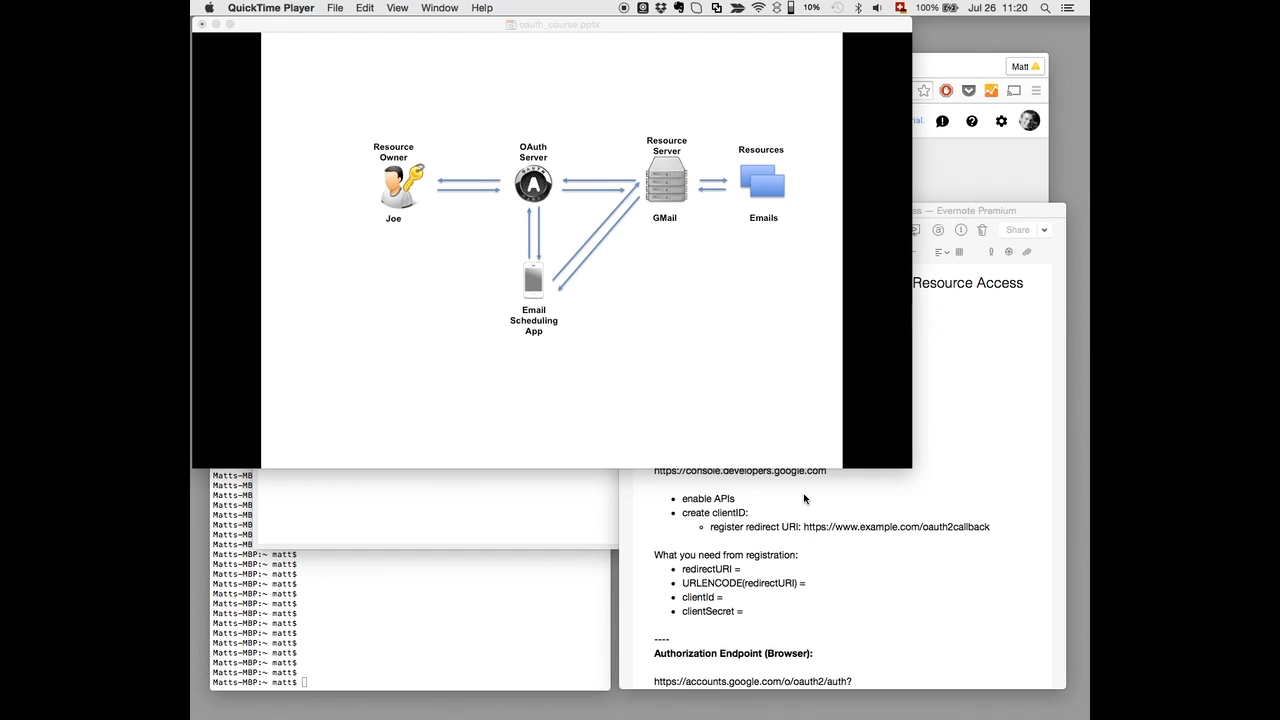 QuickTime Player File Edit View Window Help 10% 100% Jul 26 11:20
oauth_course.pptx
Matt
Resource
Owner
OAuth
Server
Resource
Server
Resources
Joe
GMail
Emails
Email
Scheduling
App
rial.
ss — Evernote Premium
Share
Resource Access
https://console.developers.google.com
enable APIs
create clientID:
register redirect URI: https://www.example.com/oauth2callback
What you need from registration:
redirectURI =
URLENCODE(redirectURI) =
clientId =
clientSecret =
----
Authorization Endpoint (Browser):
https://accounts.google.com/o/oauth2/auth?
Matts-MB
Matts-MB
Matts-MB
Matts-MB
Matts-MB
Matts-MB
Matts-MB
Matts-MB
Matts-MBP:~ matt$
Matts-MBP:~ matt$
Matts-MBP:~ matt$
Matts-MBP:~ matt$
Matts-MBP:~ matt$
Matts-MBP:~ matt$
Matts-MBP:~ matt$
Matts-MBP:~ matt$
Matts-MBP:~ matt$
Matts-MBP:~ matt$
Matts-MBP:~ matt$
Matts-MBP:~ matt$
Matts-MBP:~ matt$
Matts-MBP:~ matt$